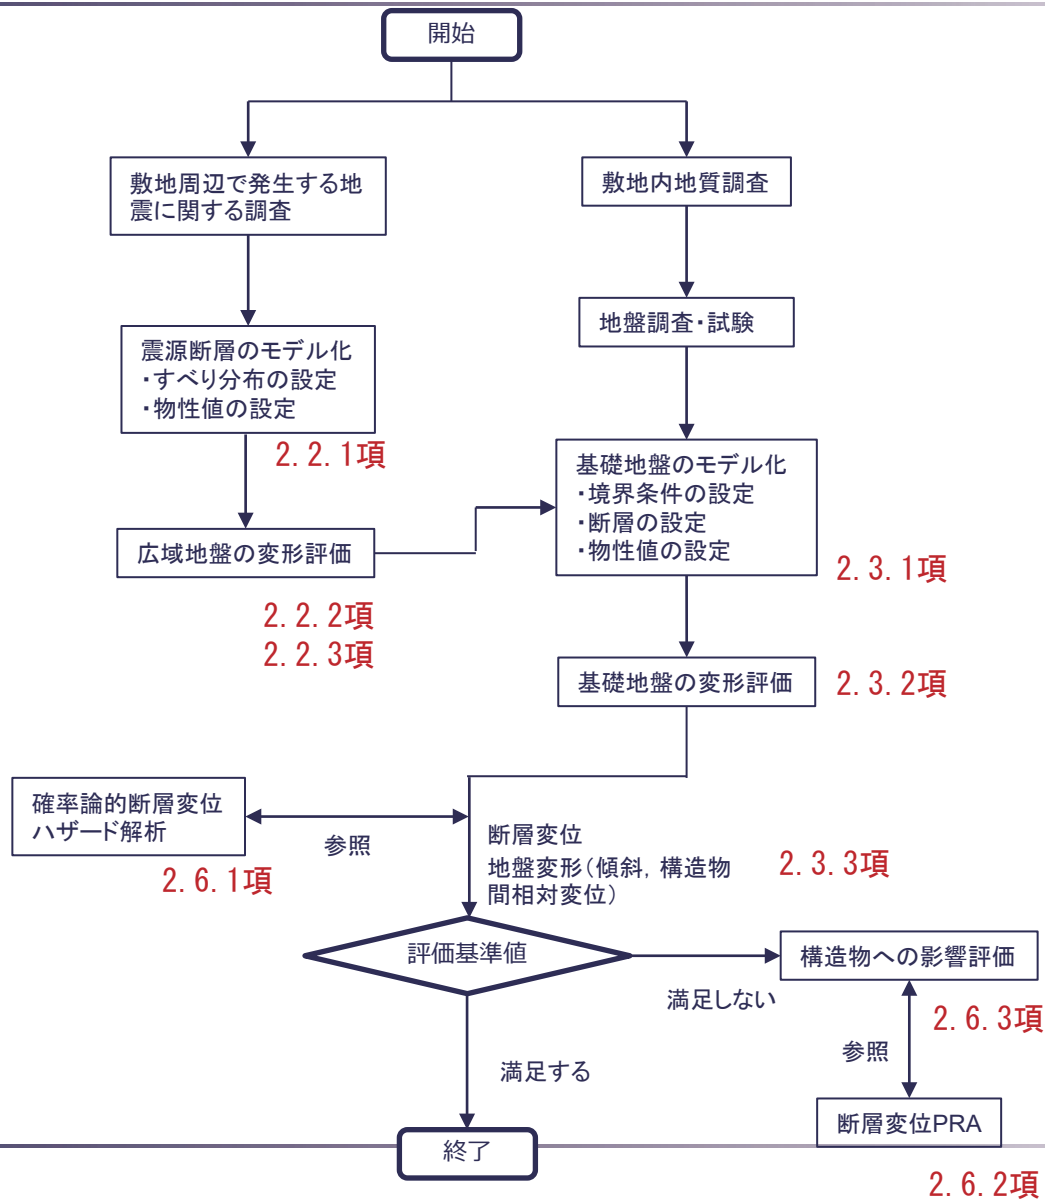 開始
敷地周辺で発生する地
震に関する調査
敷地内地質調査
地盤調査・試験
震源断層のモデル化
・すべり分布の設定
・物性値の設定
2.2.1項
基礎地盤のモデル化
・境界条件の設定
・断層の設定
・物性値の設定
2.3.1項
広域地盤の変形評価
2.2.2項
2.2.3項
基礎地盤の変形評価
2.3.2項
確率論的断層変位
ハザード解析
2.6.1項
参照
断層変位
地盤変形(傾斜, 構造物
間相対変位)
2.3.3項
評価基準値
満足しない
構造物への影響評価
2.6.3項
参照
満足する
断層変位PRA
2.6.2項
終了